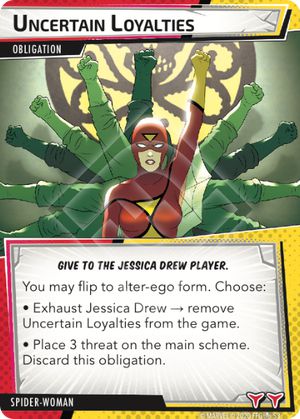 UNCERTAIN LOYALTIES
OBLIGATION
GIVE TO THE JESSICA DREW PLAYER.
You may flip to alter-ego form. Choose:
• Exhaust Jessica Drew → remove
Uncertain Loyalties from the game.
• Place 3 threat on the main scheme.
Discard this obligation.
SPIDER-WOMAN